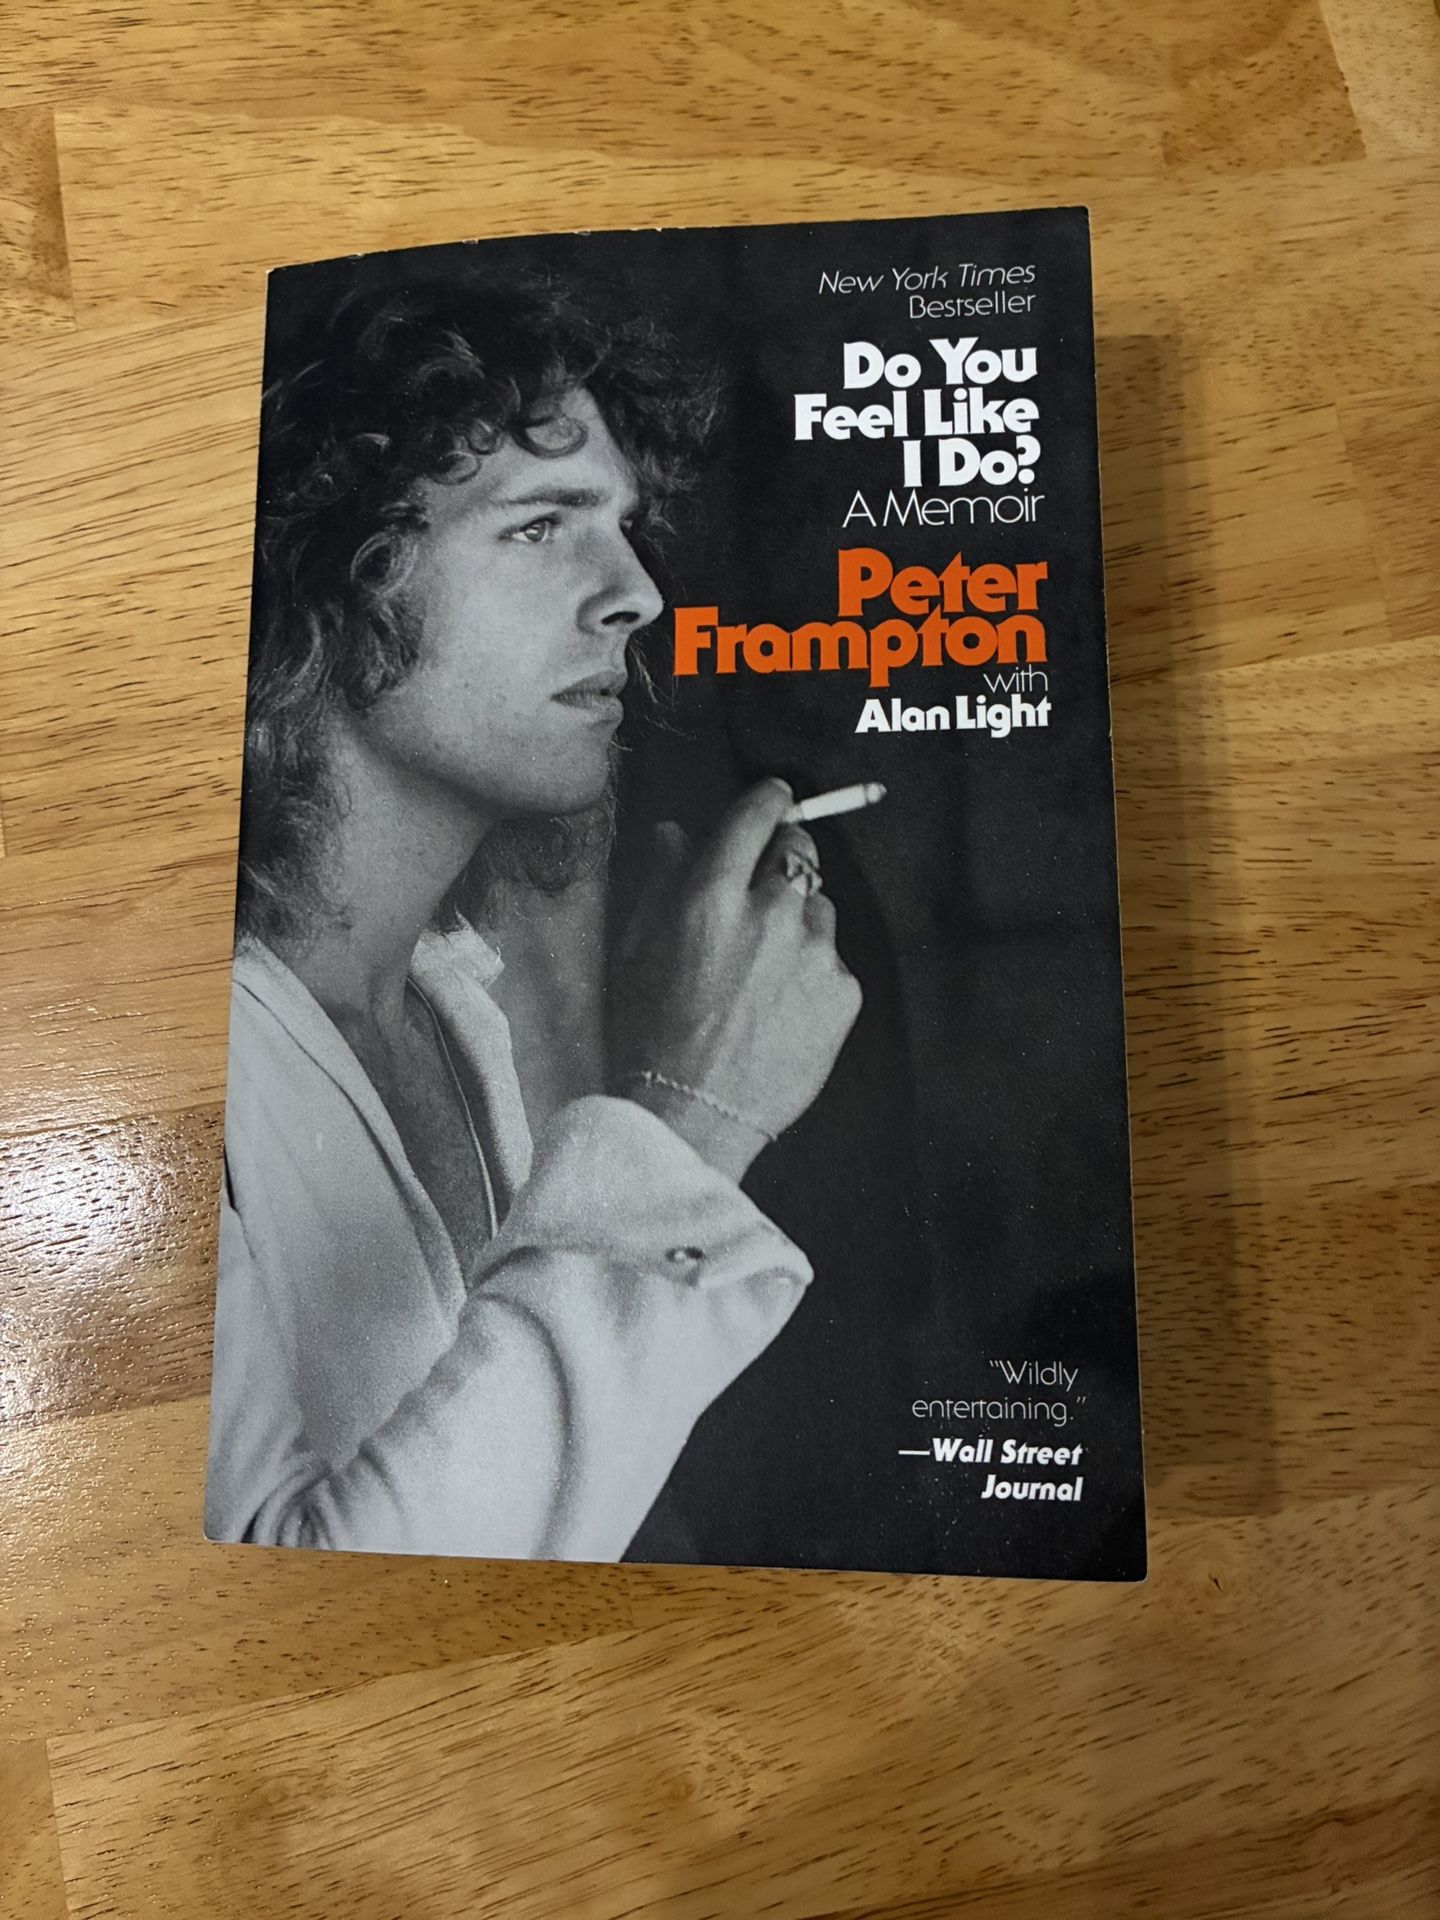 New York Times
Bestseller
Do You
Feel Like
I Do?
A Memoir
Peter
Frampton
with
Alan Light
"Wildly
entertaining."
—Wall Street
Journal